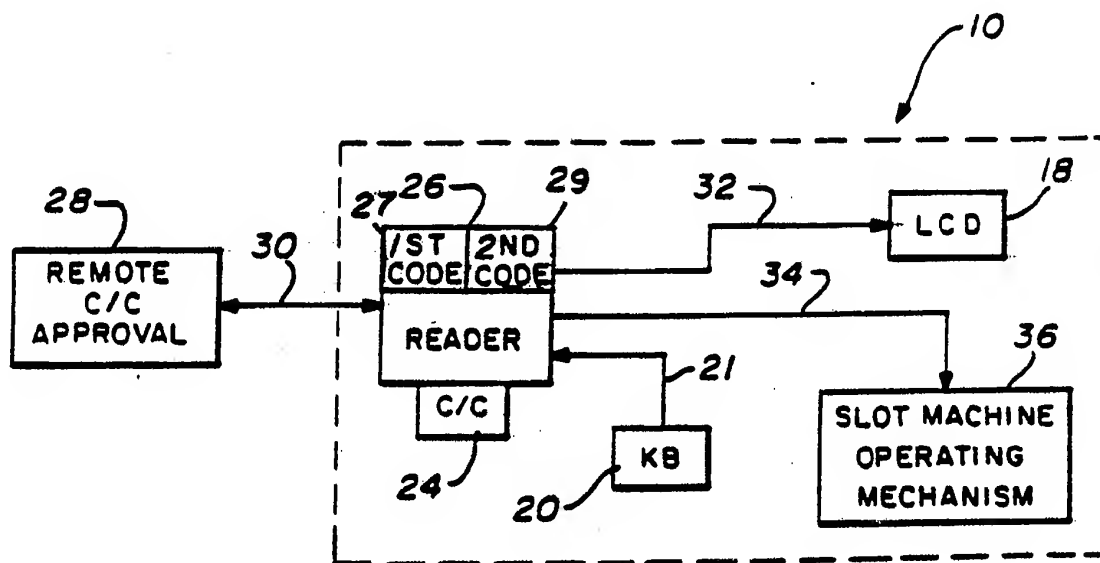 10
28
27
26
29
32
18
/ST CODE
2ND CODE
LCD
REMOTE
C/C
APPROVAL
30
34
READER
36
21
C/C
SLOT MACHINE
OPERATING
MECHANISM
24
20
KB